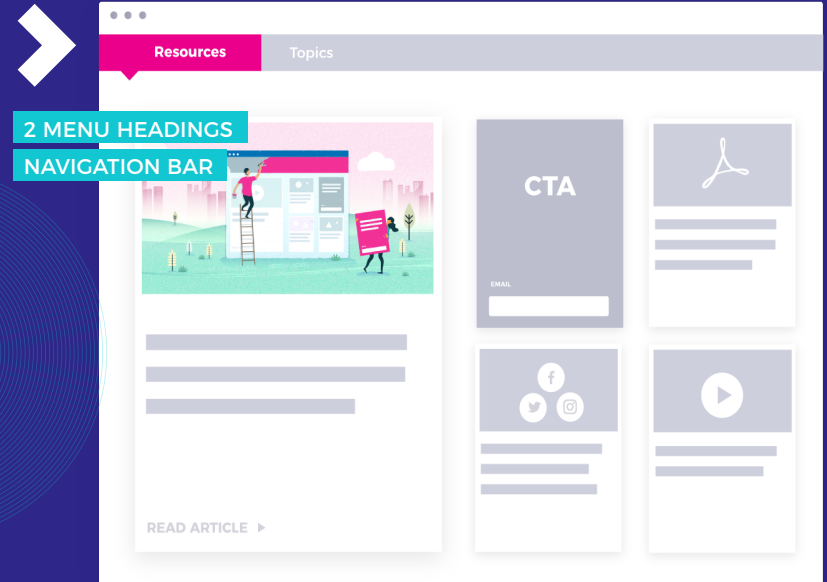 Resources
Topics
2 MENU HEADINGS
NAVIGATION BAR
CTA
EMAIL
READ ARTICLE